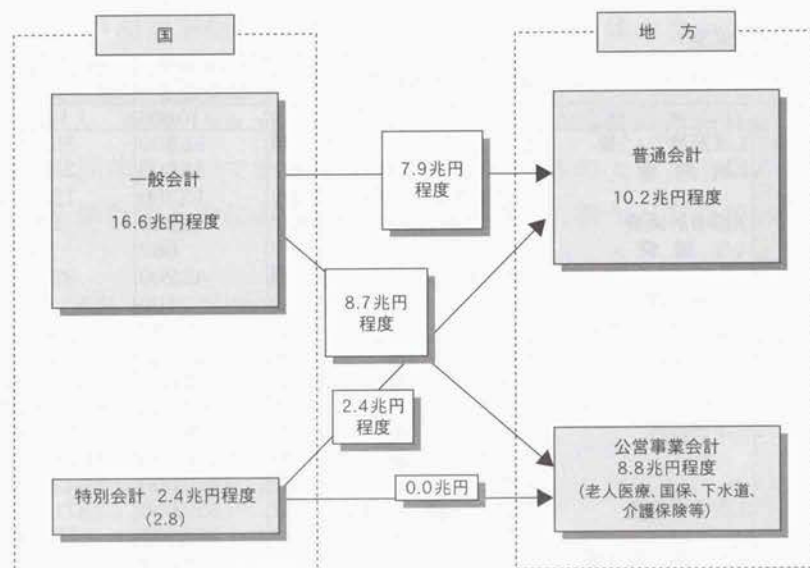 国
地 方
一般会計
16.6兆円程度
7.9兆円
程度
普通会計
10.2兆円程度
8.7兆円
程度
2.4兆円
程度
特別会計 2.4兆円程度
(2.8)
0.0兆円
公営事業会計
8.8兆円程度
(老人医療、国保、下水道、
介護保険等)